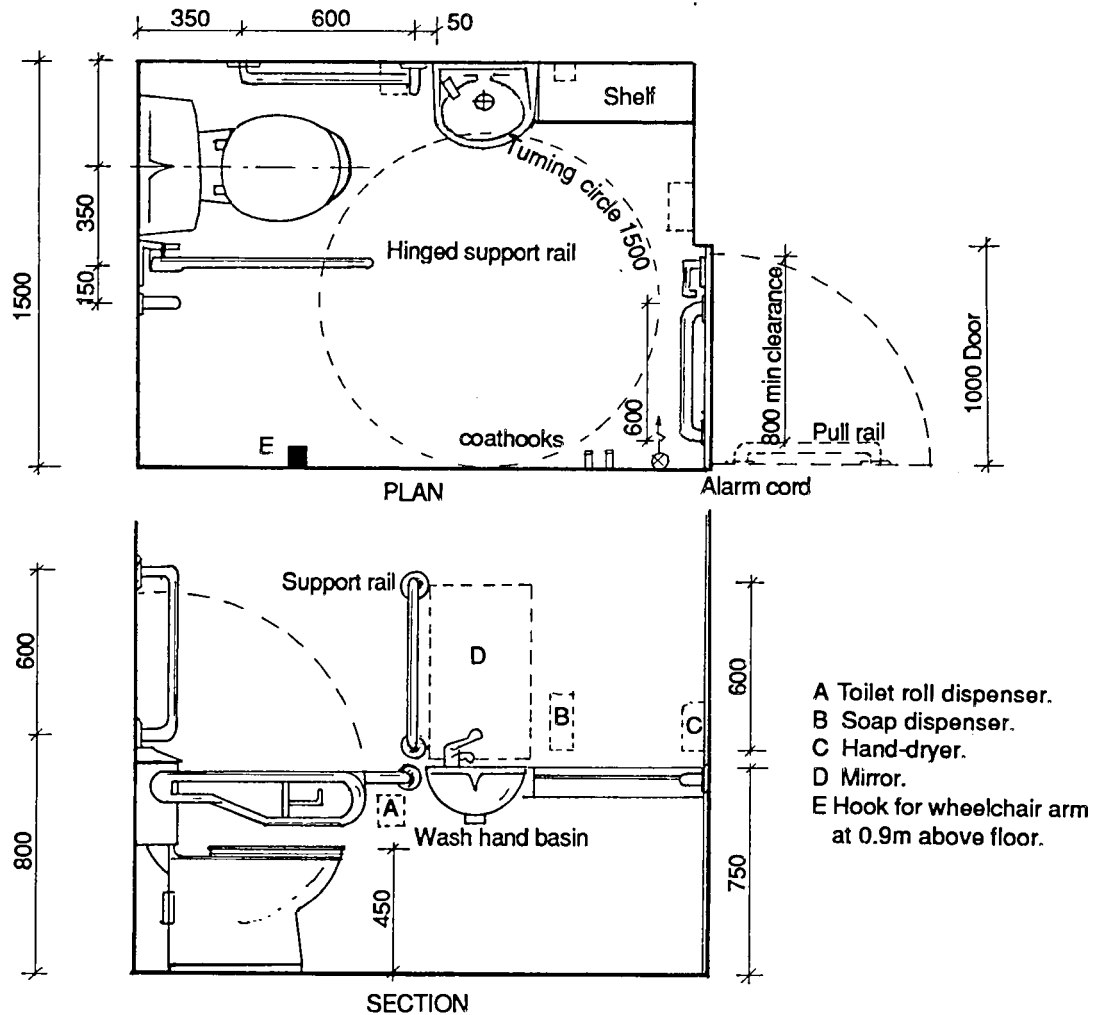 350
600
50
1500
350
150
Shelf
Turning circle 1500
Hinged support rail
800 min clearance
1000 Door
600
E
coathooks
Pull rail
PLAN
Alarm cord
Support rail
600
D
B
C
600
A
Wash hand basin
800
450
750
SECTION
A Toilet roll dispenser.
B Soap dispenser.
C Hand-dryer.
D Mirror.
E Hook for wheelchair arm
at 0.9m above floor.